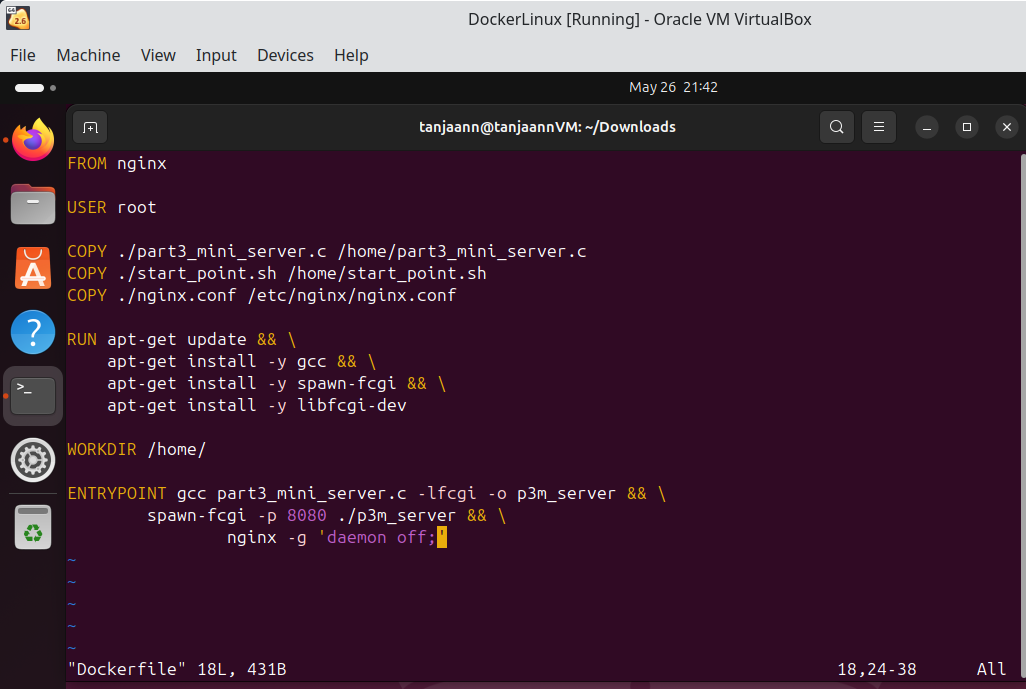 64
2.6
DockerLinux [Running] - Oracle VM VirtualBox
File Machine View Input Devices Help
May 26 21:42
tanjaann@tanjaannVM: ~/Downloads
FROM nginx
USER root
COPY ./part3_mini_server.c /home/part3_mini_server.c
COPY ./start_point.sh /home/start_point.sh
COPY ./nginx.conf /etc/nginx/nginx.conf
RUN apt-get update && \
apt-get install -y gcc && \
apt-get install -y spawn-fcgi && \
apt-get install -y libfcgi-dev
WORKDIR /home/
ENTRYPOINT gcc part3_mini_server.c -lfcgi -o p3m_server && \
spawn-fcgi -p 8080 ./p3m_server && \
nginx -g 'daemon off;'
~
~
~
~
~
"Dockerfile" 18L, 431B 18,24-38 All